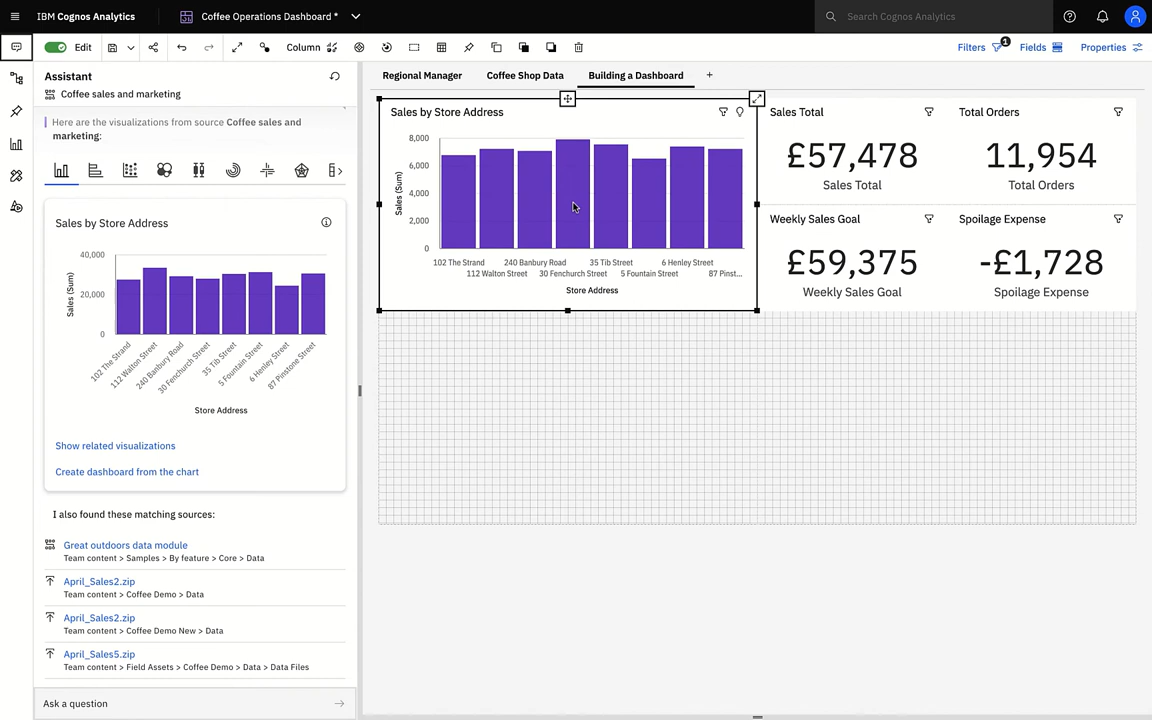 IBM Cognos Analytics
Coffee Operations Dashboard *
Search Cognos Analytics
Edit
Column
Filters 1
Fields
Properties
Assistant
Coffee sales and marketing
Here are the visualizations from source Coffee sales and
marketing:
Sales by Store Address
40,000
20,000
0
Sales (Sum)
102 The Strand
112 Walton Street
240 Banbury Road
30 Fenchurch Street
35 Tib Street
5 Fountain Street
6 Henley Street
87 Pinstone Street
Store Address
Show related visualizations
Create dashboard from the chart
I also found these matching sources:
Great outdoors data module
Team content > Samples > By feature > Core > Data
April_Sales2.zip
Team content > Coffee Demo > Data
April_Sales2.zip
Team content > Coffee Demo New > Data
April_Sales5.zip
Team content > Field Assets > Coffee Demo > Data > Data Files
Ask a question
Regional Manager
Coffee Shop Data
Building a Dashboard
Sales by Store Address
8,000
6,000
4,000
2,000
0
Sales (Sum)
102 The Strand
240 Banbury Road
35 Tib Street
6 Henley Street
112 Walton Street
30 Fenchurch Street
5 Fountain Street
87 Pinst...
Store Address
Sales Total
£57,478
Sales Total
Total Orders
11,954
Total Orders
Weekly Sales Goal
£59,375
Weekly Sales Goal
Spoilage Expense
-£1,728
Spoilage Expense